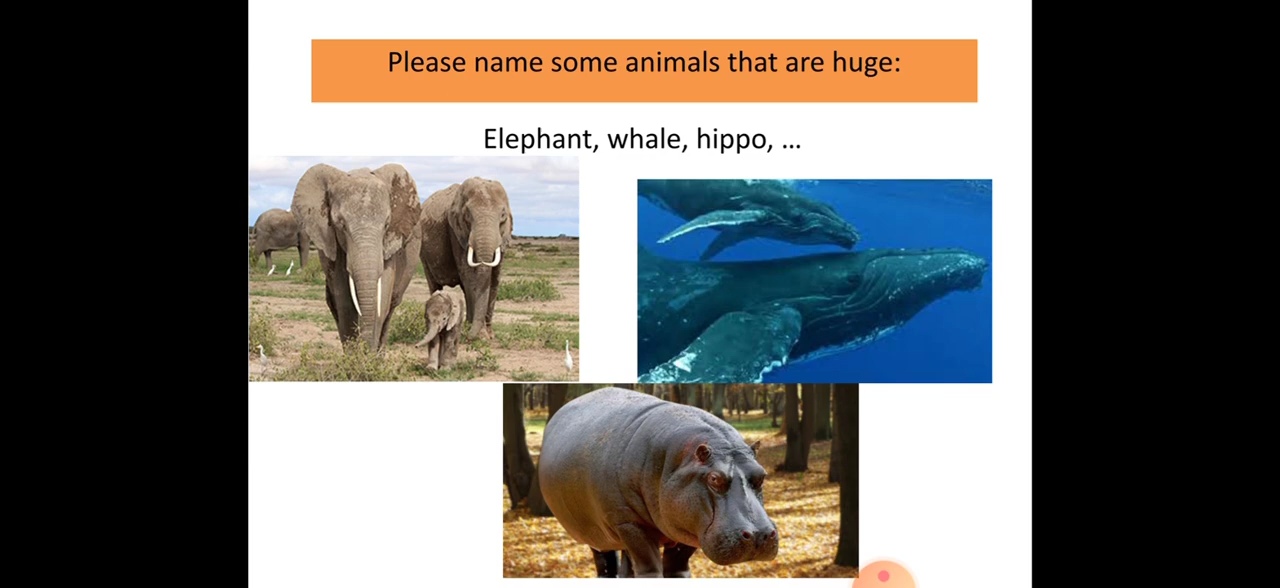 Please name some animals that are huge:
Elephant, whale, hippo, ...